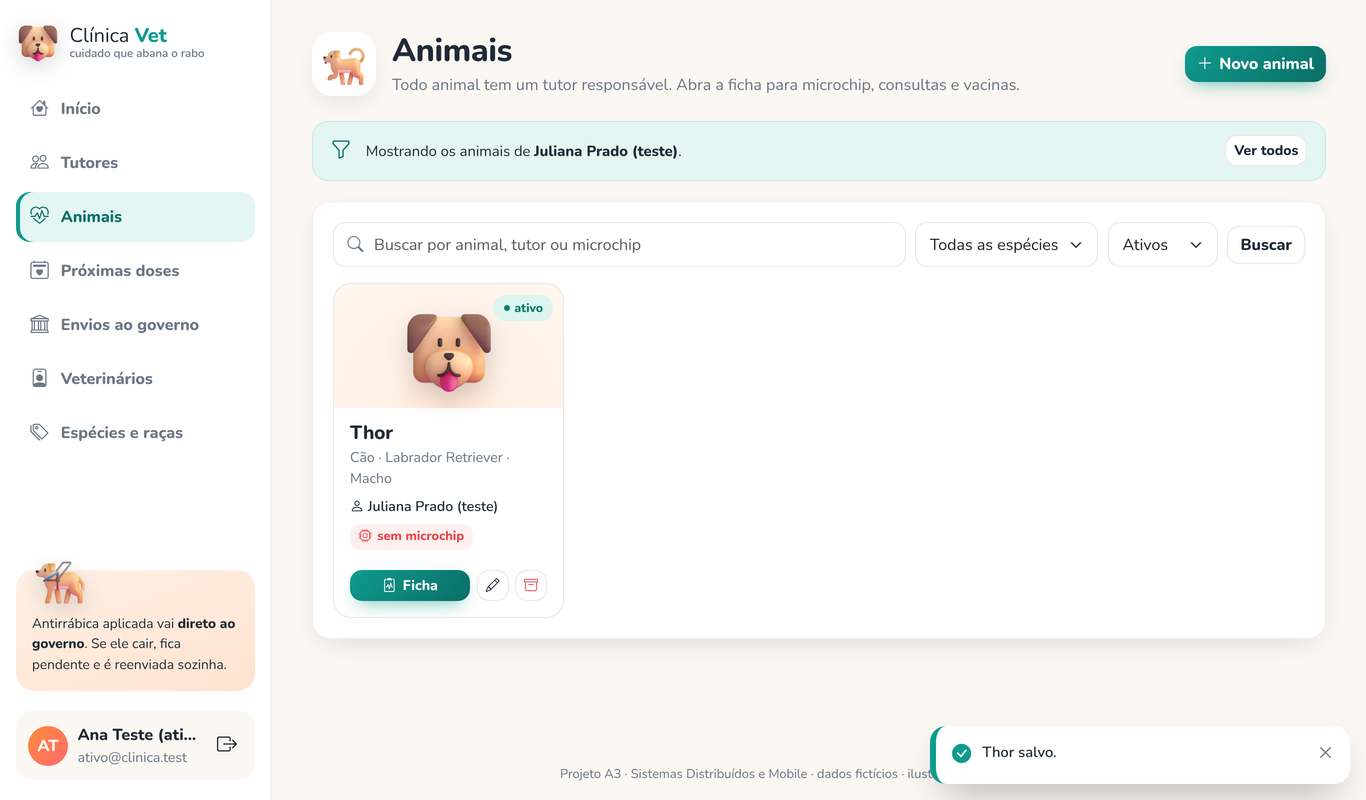 Clínica Vet
cuidado que abana o rabo
Início
Tutores
Animais
Próximas doses
Envios ao governo
Veterinários
Espécies e raças
Antirrábica aplicada vai direto ao
governo. Se ele cair, fica
pendente e é reenviada sozinha.
AT
Ana Teste (ati...
ativo@clinica.test
Animais
Todo animal tem um tutor responsável. Abra a ficha para microchip, consultas e vacinas.
Novo animal
Mostrando os animais de Juliana Prado (teste).
Ver todos
Buscar por animal, tutor ou microchip
Todas as espécies
Ativos
Buscar
ativo
Thor
Cão · Labrador Retriever ·
Macho
Juliana Prado (teste)
sem microchip
Ficha
Projeto A3 · Sistemas Distribuídos e Mobile · dados fictícios ·
Thor salvo.